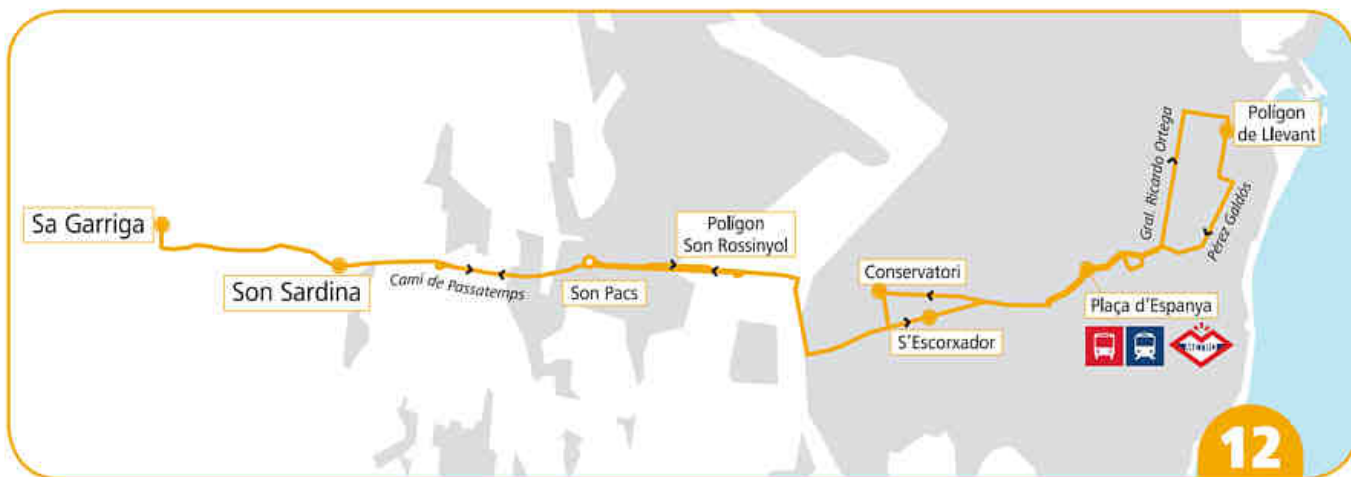 Sa Garriga
Son Sardina
Camí de Passatemps
Son Pacs
Polígon
Son Rossinyol
Conservatori
S'Escorxador
Plaça d'Espanya
METRO
Gral. Ricardo Ortega
Pérez Galdós
Polígon
de Llevant
12